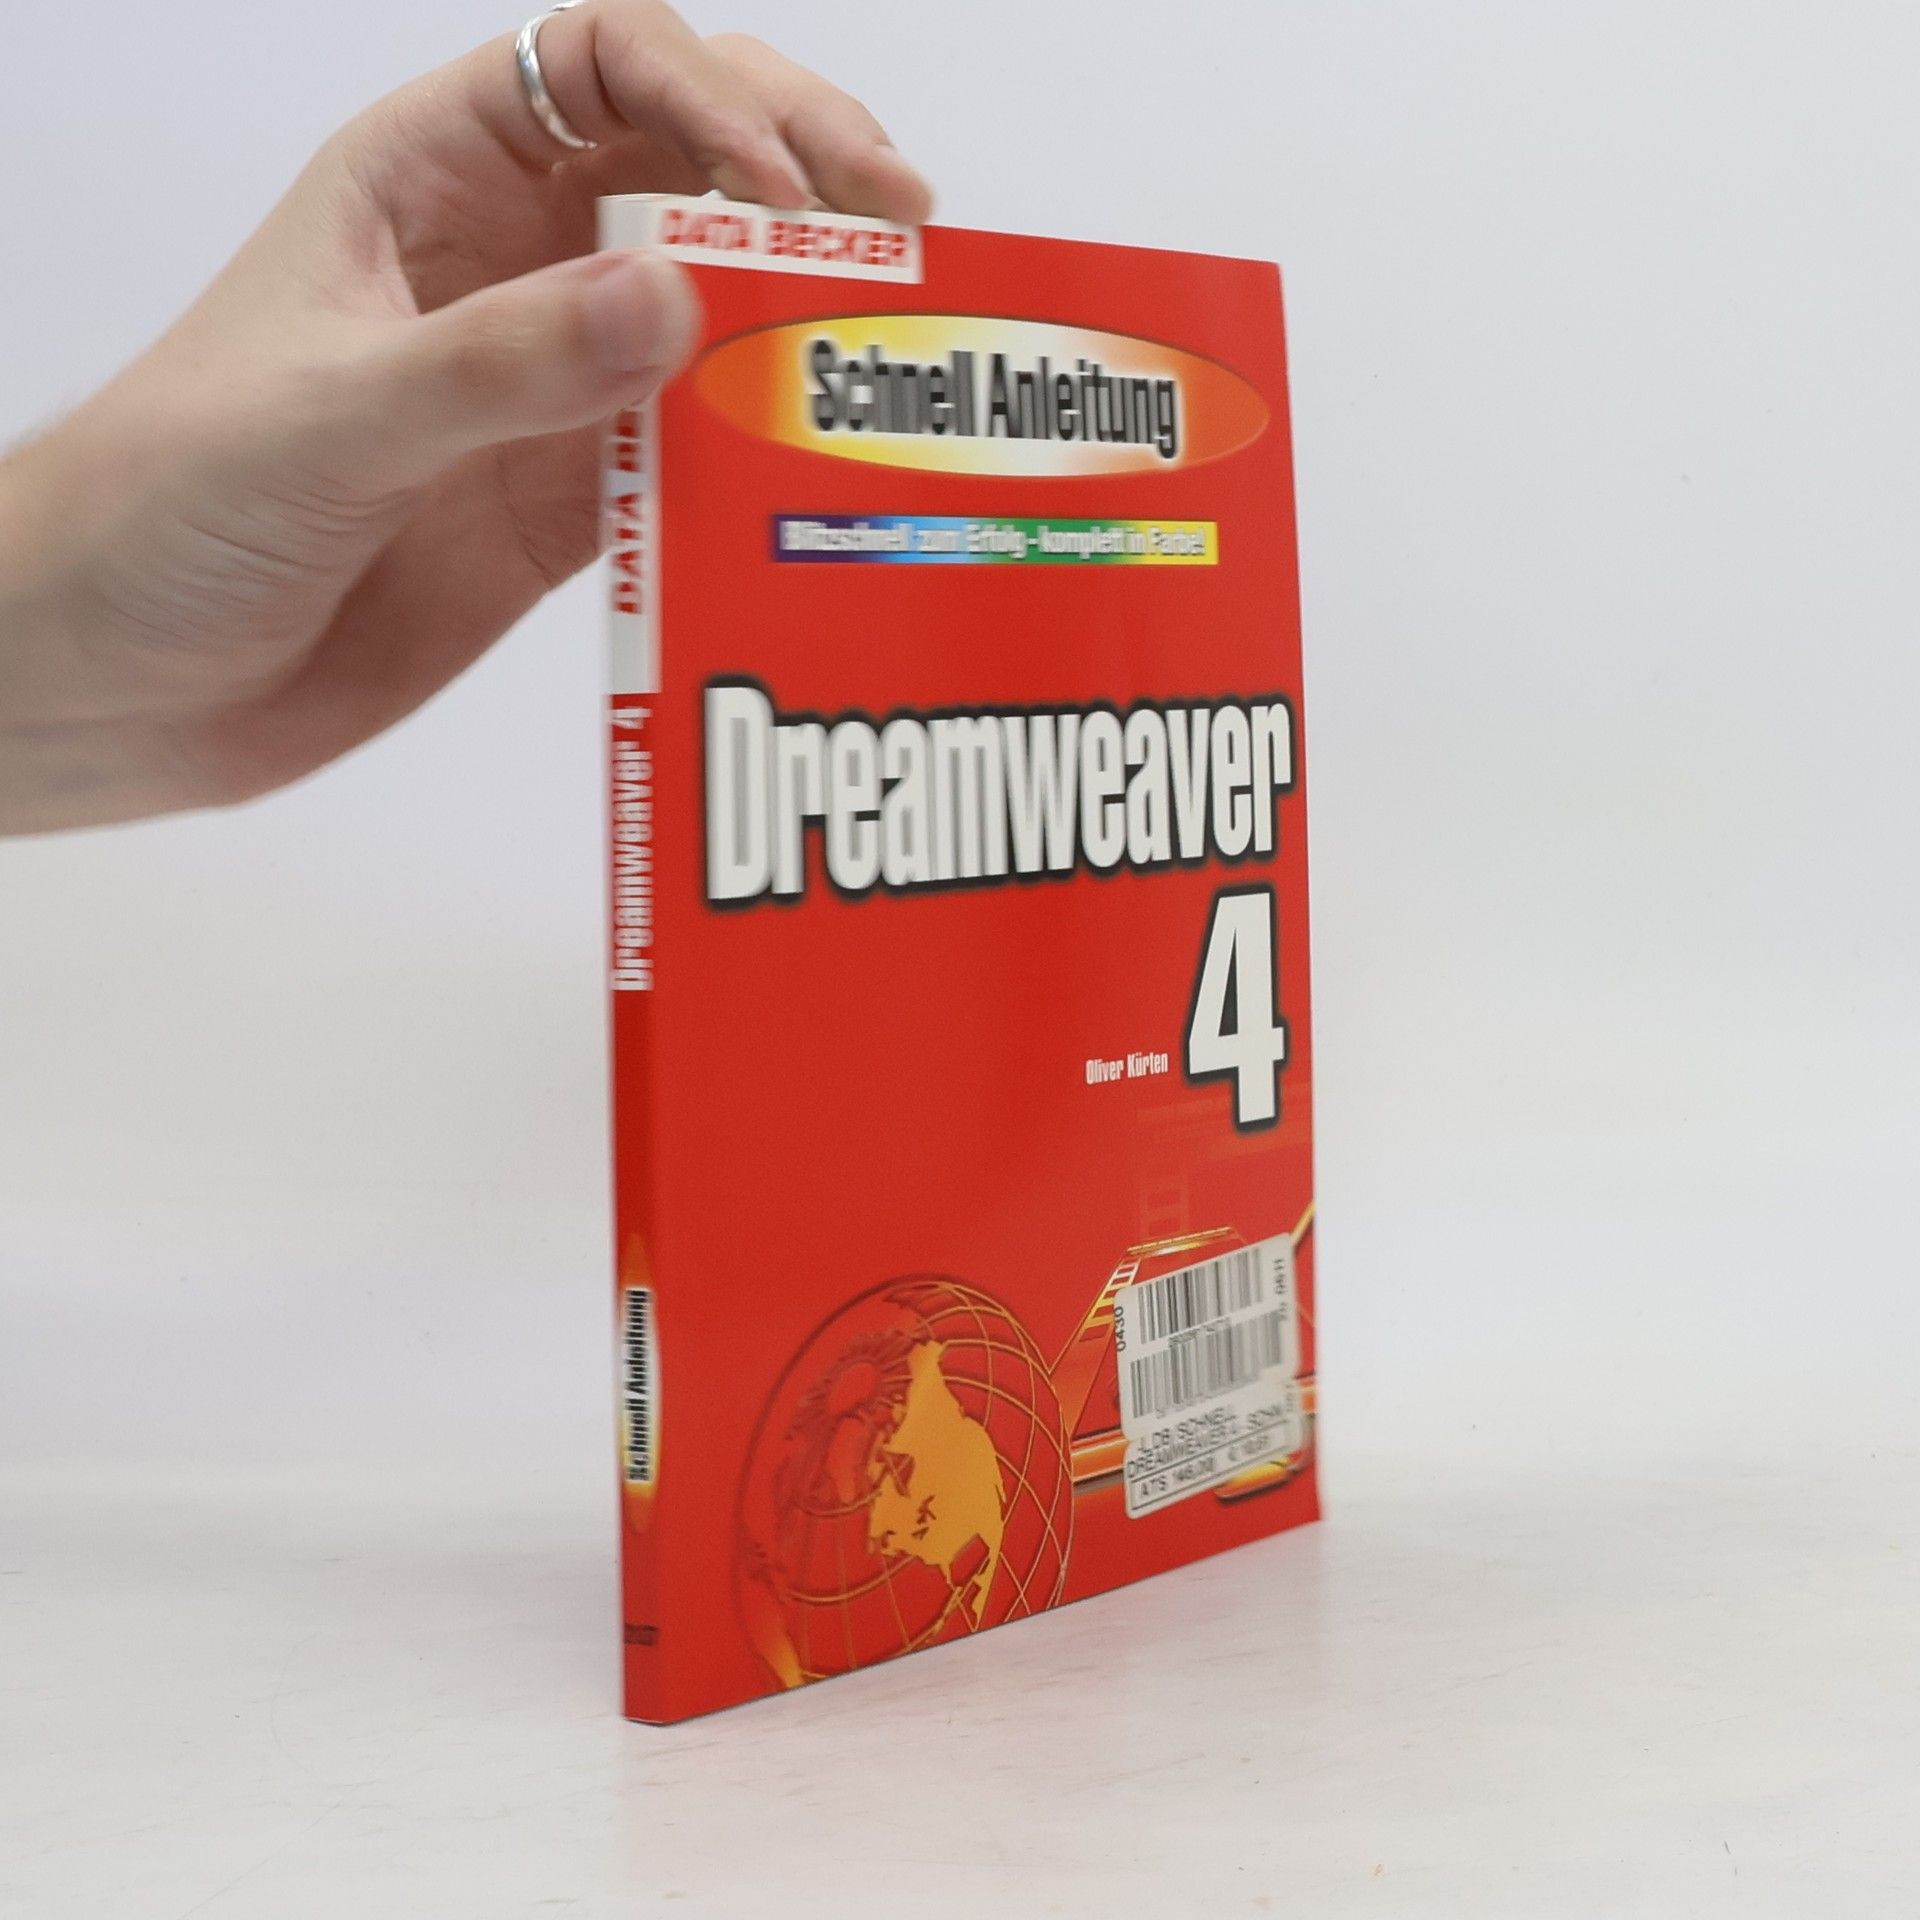 DATA BECKER
Schnell Anleitung
Blitzschnell zum Erfolg - komplett in Farbe!
Dreamweaver
4
Oliver Kürten
DATA
Dreamweaver 4
Schnell Anleitung
0430
DREAMWEAVER